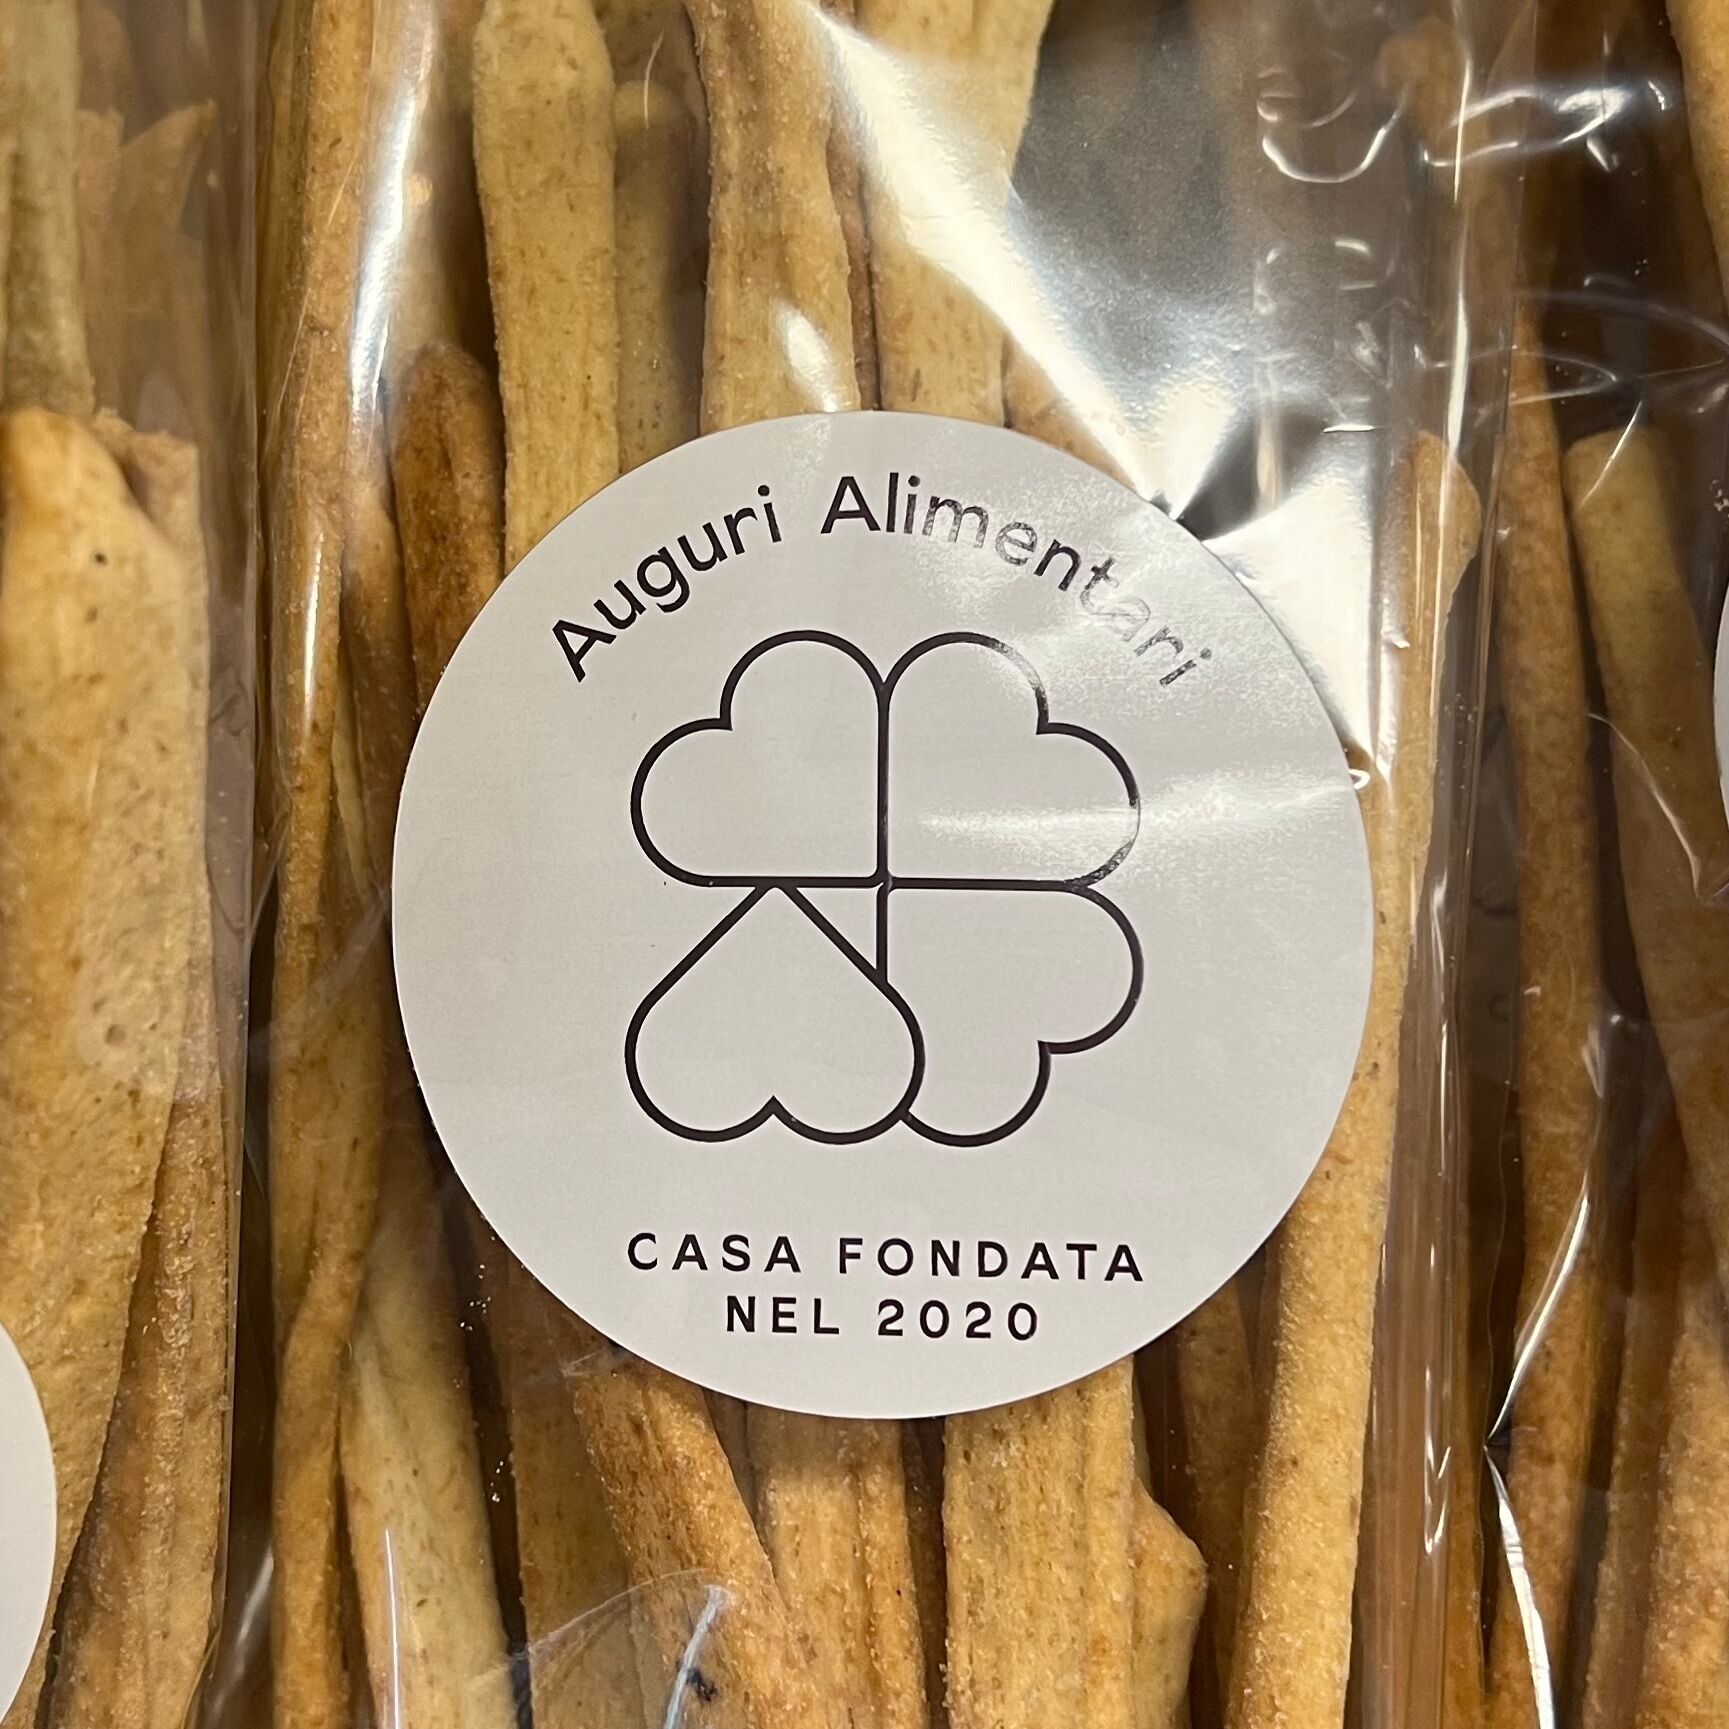 Auguri Alimentari
CASA FONDATA
NEL 2020